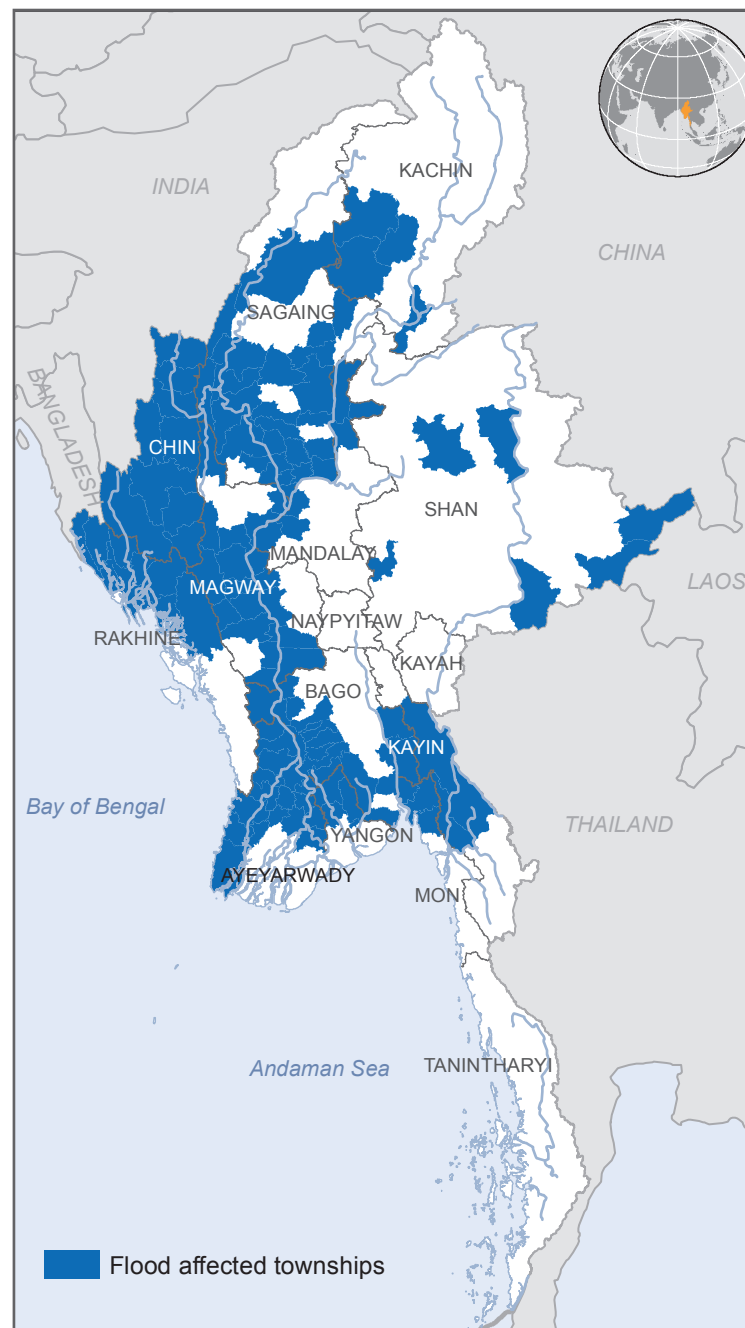 KACHIN
INDIA
CHINA
SAGAING
BANGLADESH
CHIN
SHAN
MANDALAY
LAOS
MAGWAY
NAYPYITAW
RAKHINE
KAYAH
BAGO
KAYIN
Bay of Bengal
THAILAND
YANGON
AYEYARWADY
MON
Andaman Sea
TANINTHARYI
Flood affected townships